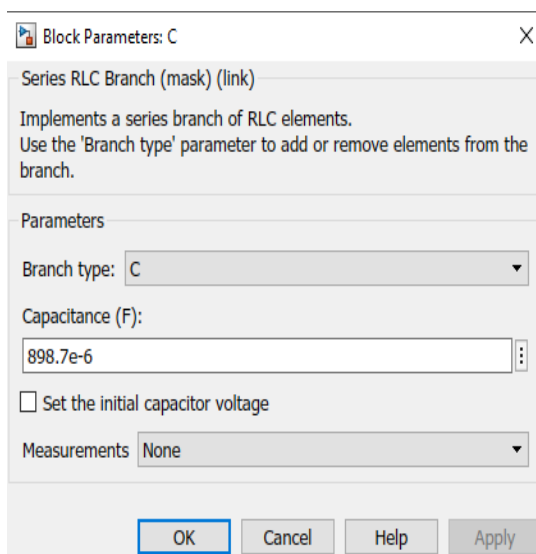 Block Parameters: C
Series RLC Branch (mask) (link)
Implements a series branch of RLC elements.
Use the 'Branch type' parameter to add or remove elements from the
branch.
Parameters
Branch type: C
Capacitance (F):
898.7e-6
Set the initial capacitor voltage
Measurements None
OK Cancel Help Apply